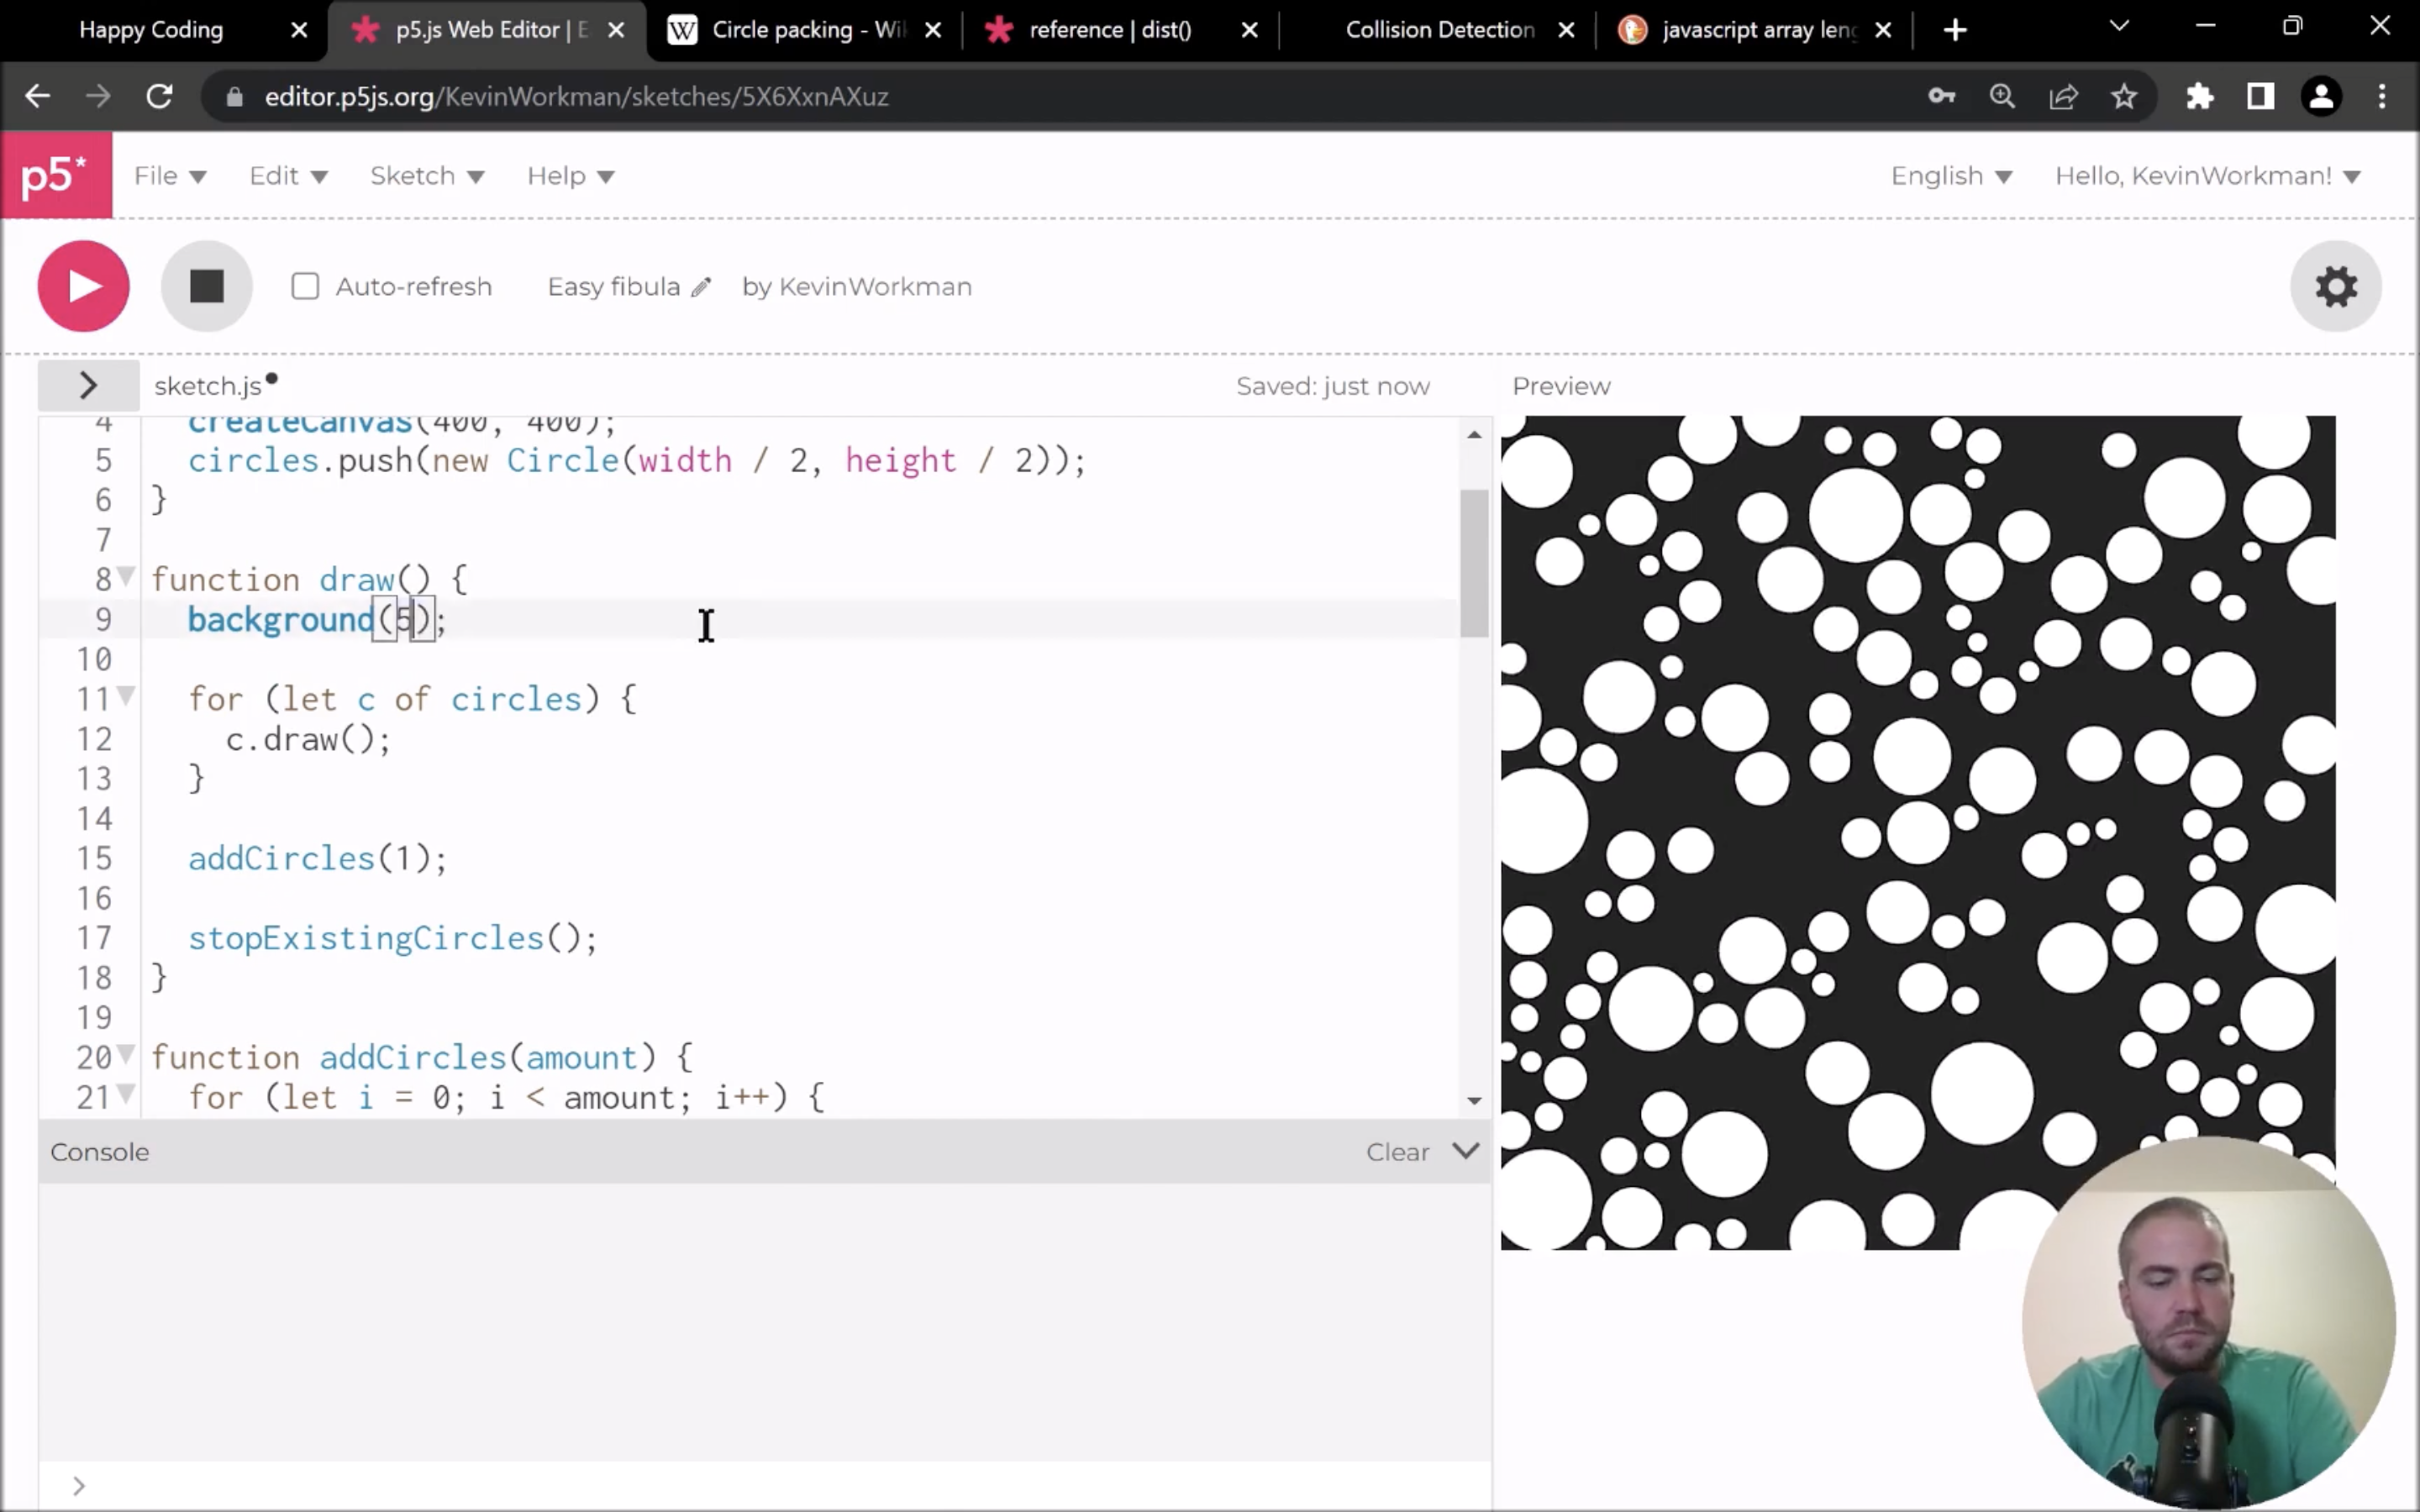 Happy Coding
p5.js Web Editor | E
W Circle packing - Wi
reference | dist()
Collision Detection
javascript array leng
editor.p5js.org/KevinWorkman/sketches/5X6XxnAXuz
p5* File Edit Sketch Help English Hello, KevinWorkman!
Auto-refresh Easy fibula by KevinWorkman
sketch.js Saved: just now Preview
4 createCanvas(400, 400);
5 circles.push(new Circle(width / 2, height / 2));
6 }
7
8 function draw() {
9 background(5);
10
11 for (let c of circles) {
12 c.draw();
13 }
14
15 addCircles(1);
16
17 stopExistingCircles();
18 }
19
20 function addCircles(amount) {
21 for (let i = 0; i < amount; i++) {
Console Clear
>